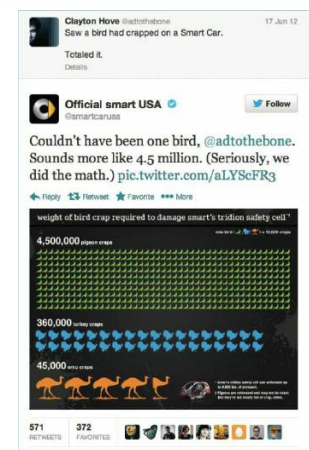 Clayton Hove @adtothebone
17 Jun 12
Saw a bird had crapped on a Smart Car.
Totaled it.
Details
Official smart USA
@smartcarusa
Follow
Couldn't have been one bird, @adtothebone.
Sounds more like 4.5 million. (Seriously, we
did the math.) pic.twitter.com/aLYScFR3
Reply Retweet Favorite More
weight of bird crap required to damage smart's tridion safety cell*
4,500,000 pigeon craps
360,000 turkey craps
45,000 emu craps
571
RETWEETS
372
FAVORITES